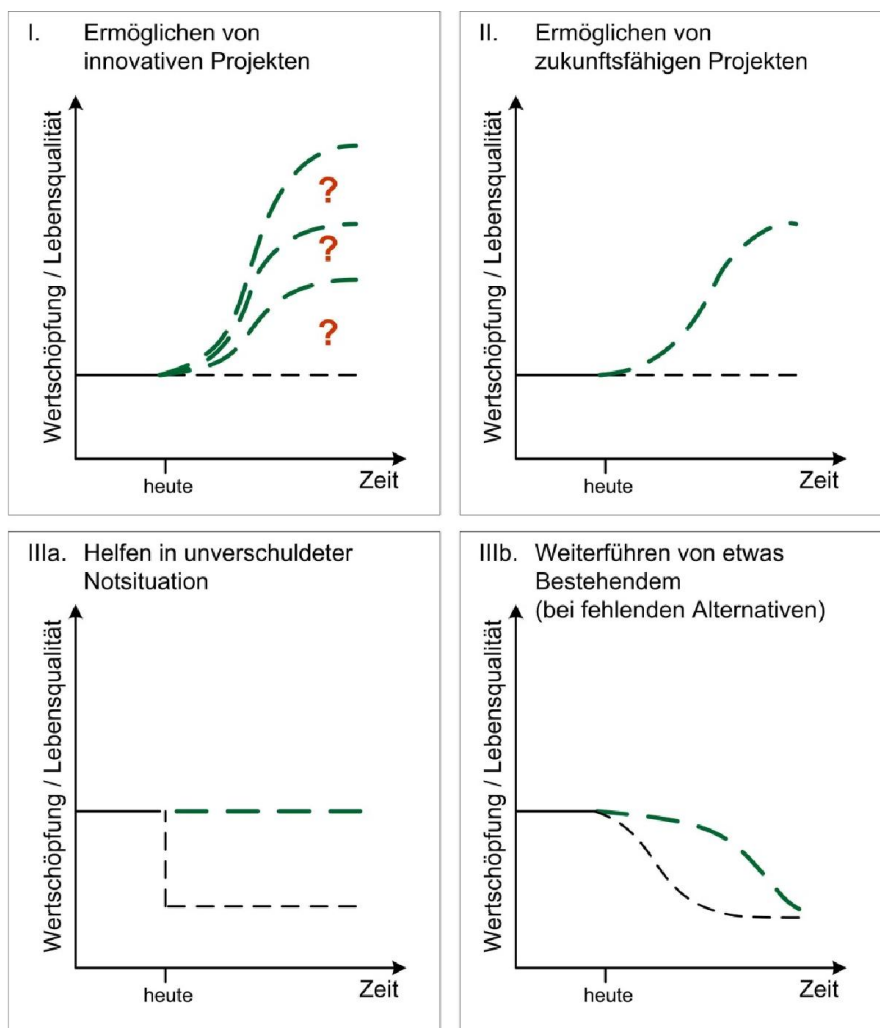 I. Ermöglichen von
innovativen Projekten
Wertschöpfung / Lebensqualität
?
?
?
heute
Zeit
II. Ermöglichen von
zukunftsfähigen Projekten
Wertschöpfung / Lebensqualität
heute
Zeit
IIIa. Helfen in unverschuldeter
Notsituation
Wertschöpfung / Lebensqualität
heute
Zeit
IIIb. Weiterführen von etwas
Bestehendem
(bei fehlenden Alternativen)
Wertschöpfung / Lebensqualität
heute
Zeit